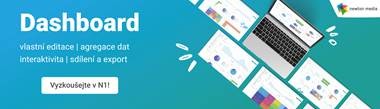 Dashboard
newton media
vlastní editace | agregace dat
interaktivita | sdílení a export
Vyzkoušejte v N1!